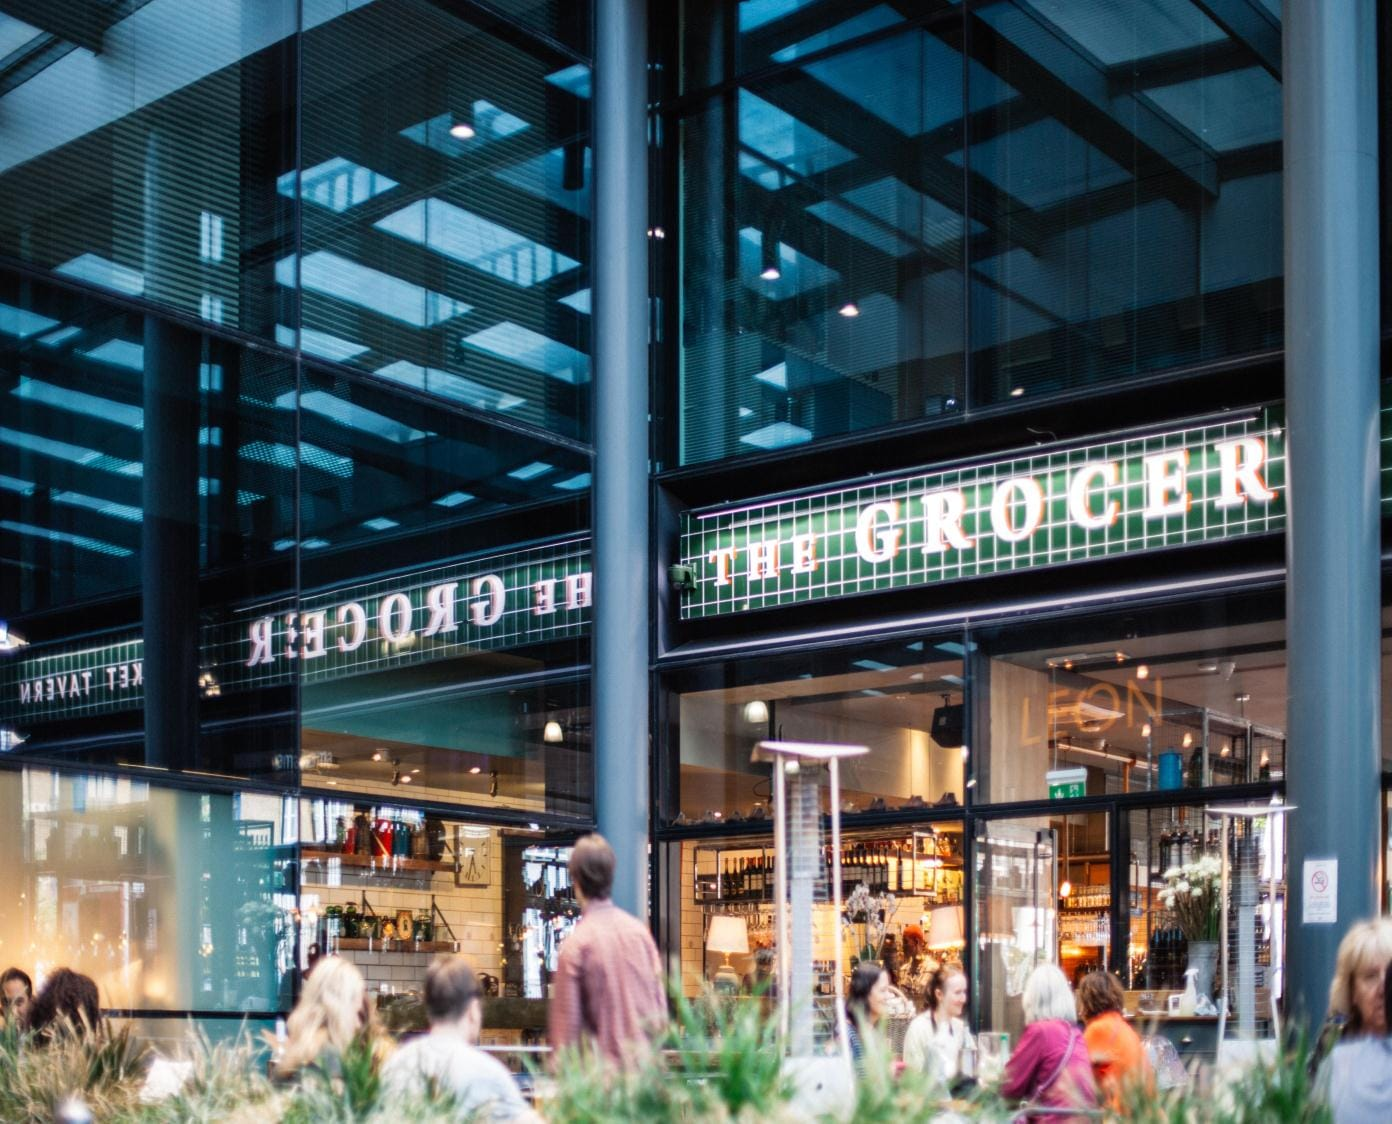 THE GROCER
THE GROCER
KET TAVERN
LEON